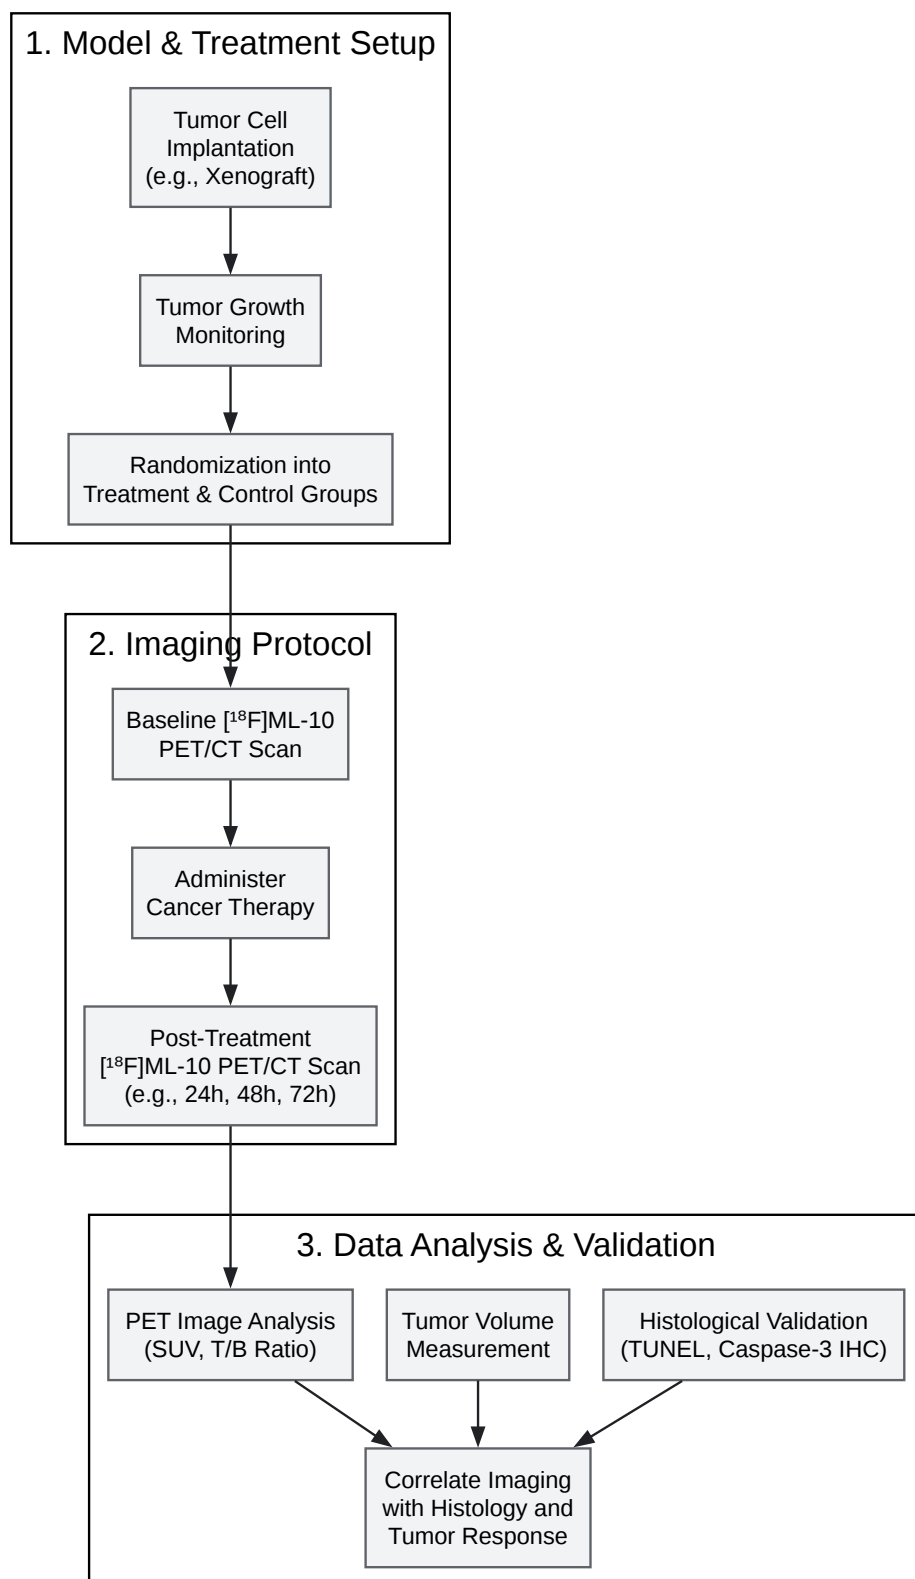 1. Model & Treatment Setup
Tumor Cell
Implantation
(e.g., Xenograft)
Tumor Growth
Monitoring
Randomization into
Treatment & Control Groups
2. Imaging Protocol
Baseline [¹⁸F]ML-10
PET/CT Scan
Administer
Cancer Therapy
Post-Treatment
[¹⁸F]ML-10 PET/CT Scan
(e.g., 24h, 48h, 72h)
3. Data Analysis & Validation
PET Image Analysis
(SUV, T/B Ratio)
Tumor Volume
Measurement
Histological Validation
(TUNEL, Caspase-3 IHC)
Correlate Imaging
with Histology and
Tumor Response